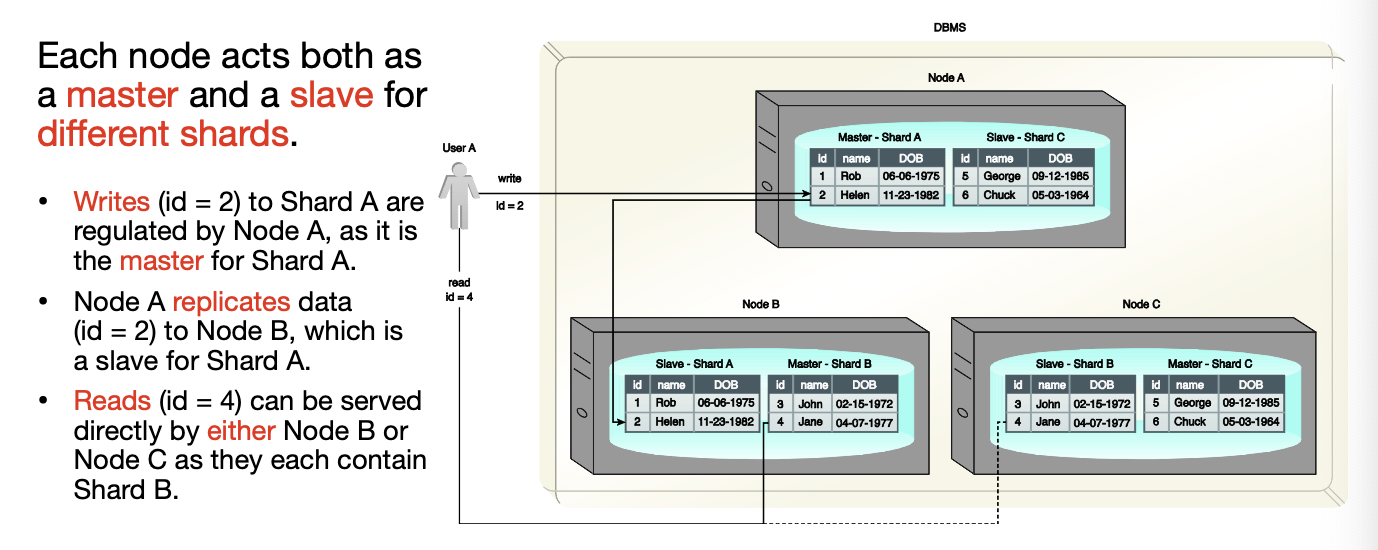 Each node acts both as
a master and a slave for
different shards.
• Writes (id = 2) to Shard A are
regulated by Node A, as it is
the master for Shard A.
• Node A replicates data
(id = 2) to Node B, which is
a slave for Shard A.
• Reads (id = 4) can be served
directly by either Node B or
Node C as they each contain
Shard B.
DBMS
User A
write
id = 2
read
id = 4
Node A
Master - Shard A
id name DOB
1 Rob 06-06-1975
2 Helen 11-23-1982
Slave - Shard C
id name DOB
5 George 09-12-1985
6 Chuck 05-03-1964
Node B
Slave - Shard A
id name DOB
1 Rob 06-06-1975
2 Helen 11-23-1982
Master - Shard B
id name DOB
3 John 02-15-1972
4 Jane 04-07-1977
Node C
Slave - Shard B
id name DOB
3 John 02-15-1972
4 Jane 04-07-1977
Master - Shard C
id name DOB
5 George 09-12-1985
6 Chuck 05-03-1964